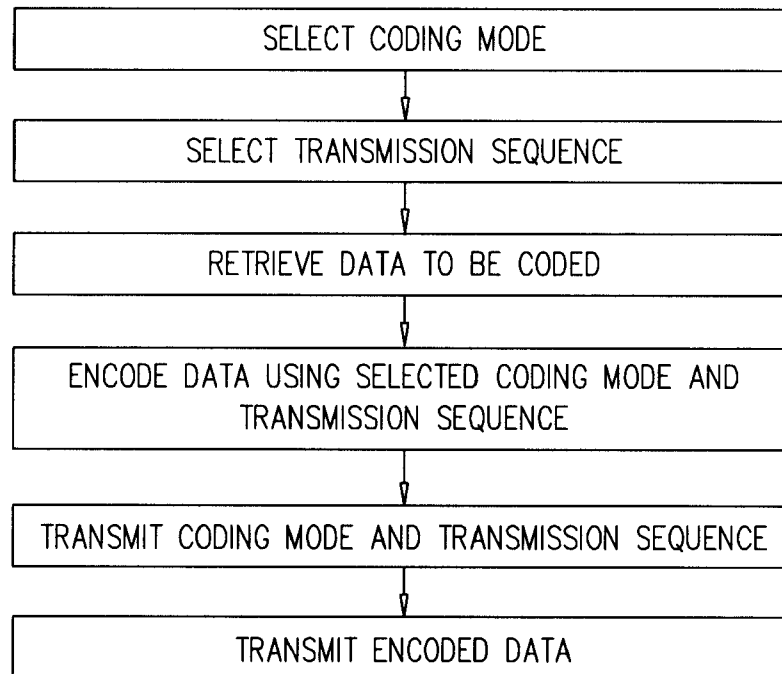 SELECT CODING MODE
SELECT TRANSMISSION SEQUENCE
RETRIEVE DATA TO BE CODED
ENCODE DATA USING SELECTED CODING MODE AND
TRANSMISSION SEQUENCE
TRANSMIT CODING MODE AND TRANSMISSION SEQUENCE
TRANSMIT ENCODED DATA